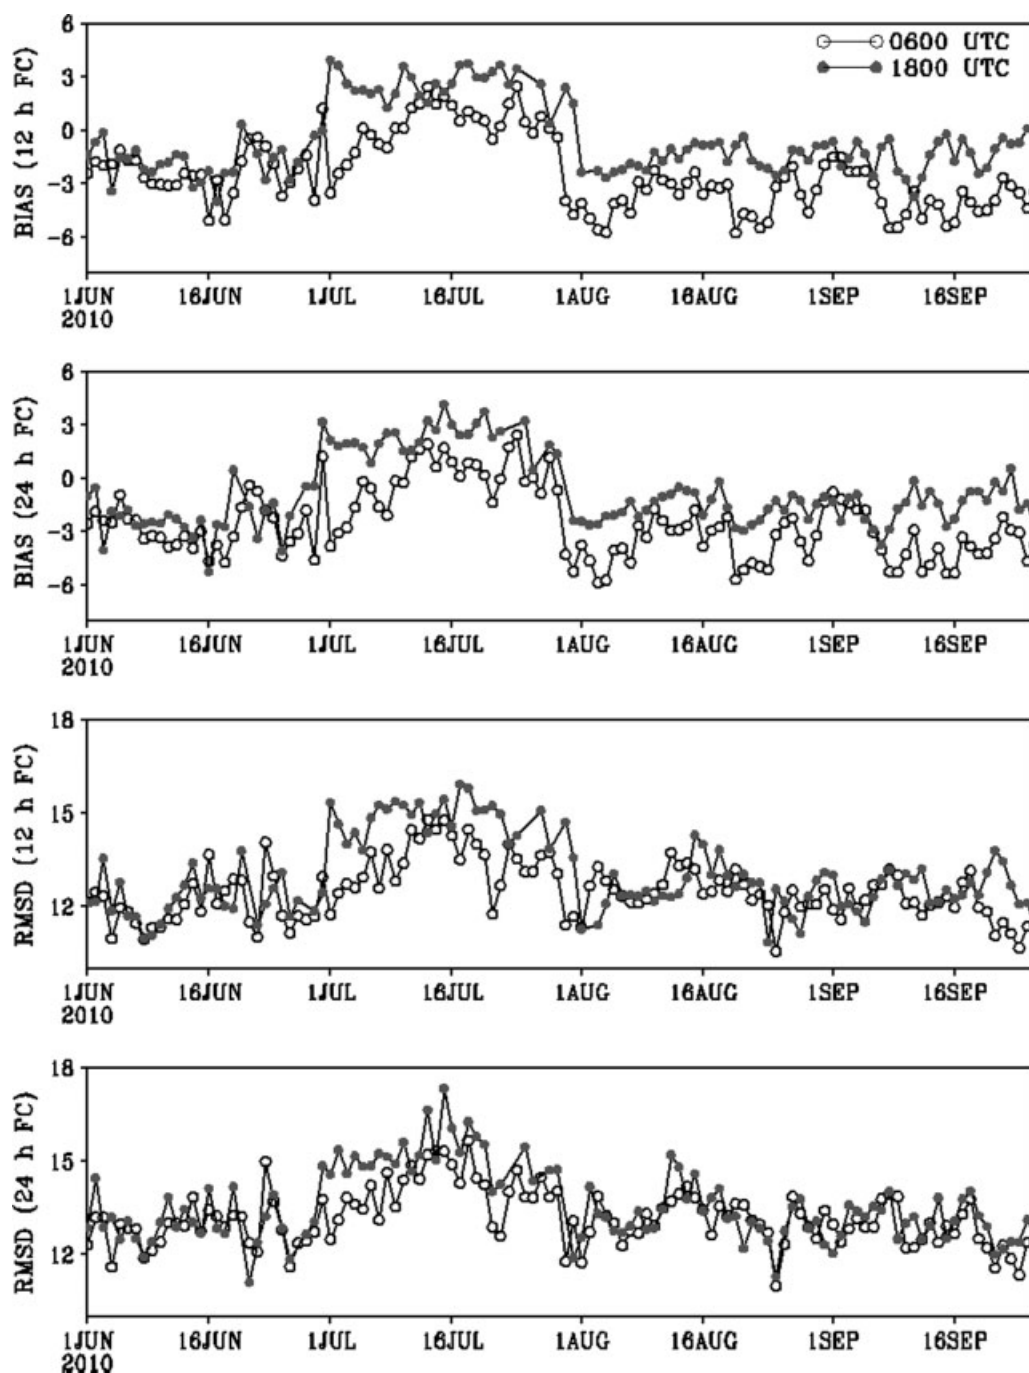 6
3
0
-3
-6
BIAS (12 h FC)
0600 UTC
1800 UTC
1JUN 16JUN 1JUL 16JUL 1AUG 16AUG 1SEP 16SEP
2010
6
3
0
-3
-6
BIAS (24 h FC)
1JUN 16JUN 1JUL 16JUL 1AUG 16AUG 1SEP 16SEP
2010
18
15
12
RMSD (12 h FC)
1JUN 16JUN 1JUL 16JUL 1AUG 16AUG 1SEP 16SEP
2010
18
15
12
RMSD (24 h FC)
1JUN 16JUN 1JUL 16JUL 1AUG 16AUG 1SEP 16SEP
2010